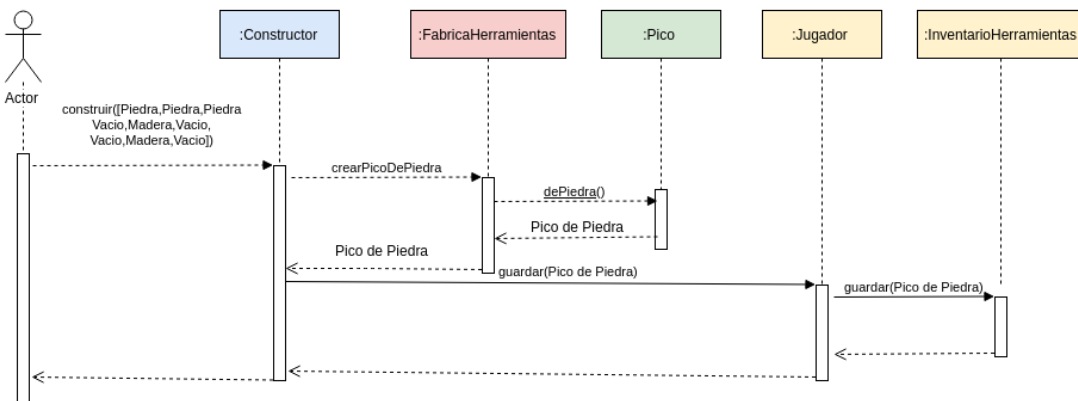 :Constructor
:FabricaHerramientas
:Pico
:Jugador
:InventarioHerramientas
Actor
construir([Piedra,Piedra,Piedra
Vacio,Madera,Vacio,
Vacio,Madera,Vacio])
crearPicoDePiedra
dePiedra()
Pico de Piedra
Pico de Piedra
guardar(Pico de Piedra)
guardar(Pico de Piedra)